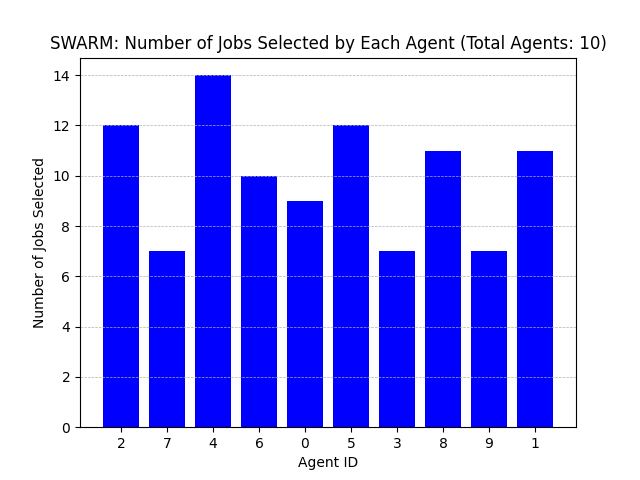 SWARM: Number of Jobs Selected by Each Agent (Total Agents: 10)
Number of Jobs Selected
14
12
10
8
6
4
2
0
2 7 4 6 0 5 3 8 9 1
Agent ID